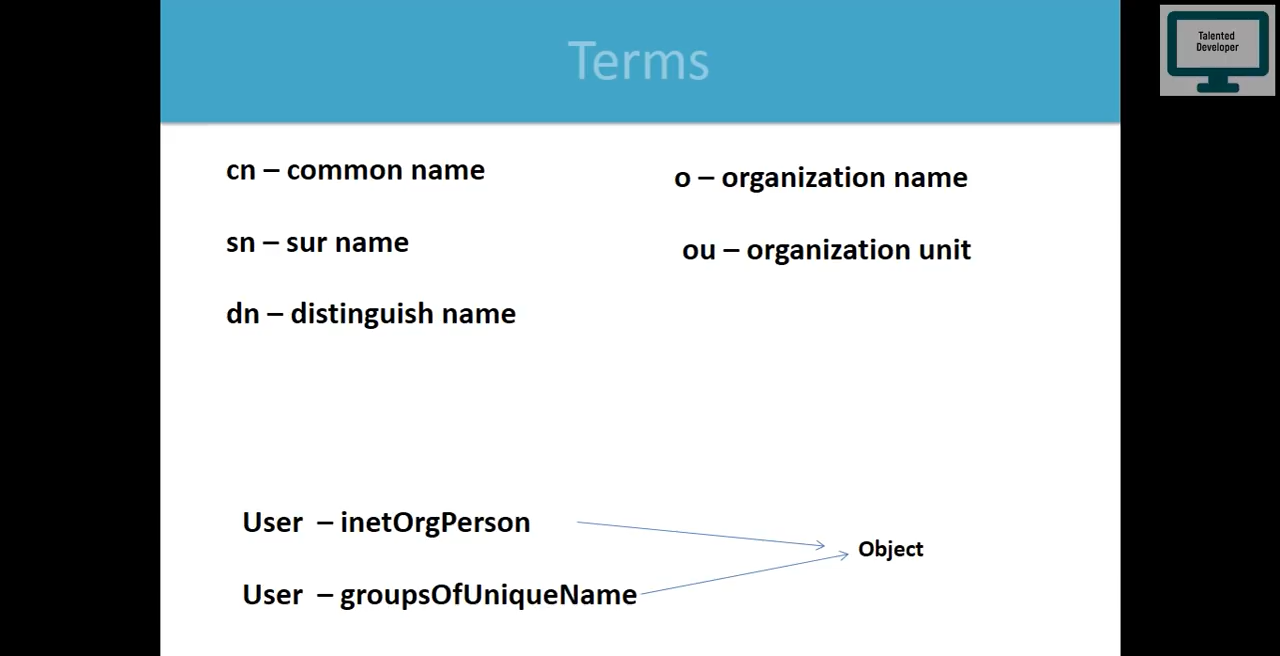 Terms
Talented
Developer
cn – common name
sn – sur name
dn – distinguish name
o – organization name
ou – organization unit
User – inetOrgPerson
User – groupsOfUniqueName
Object